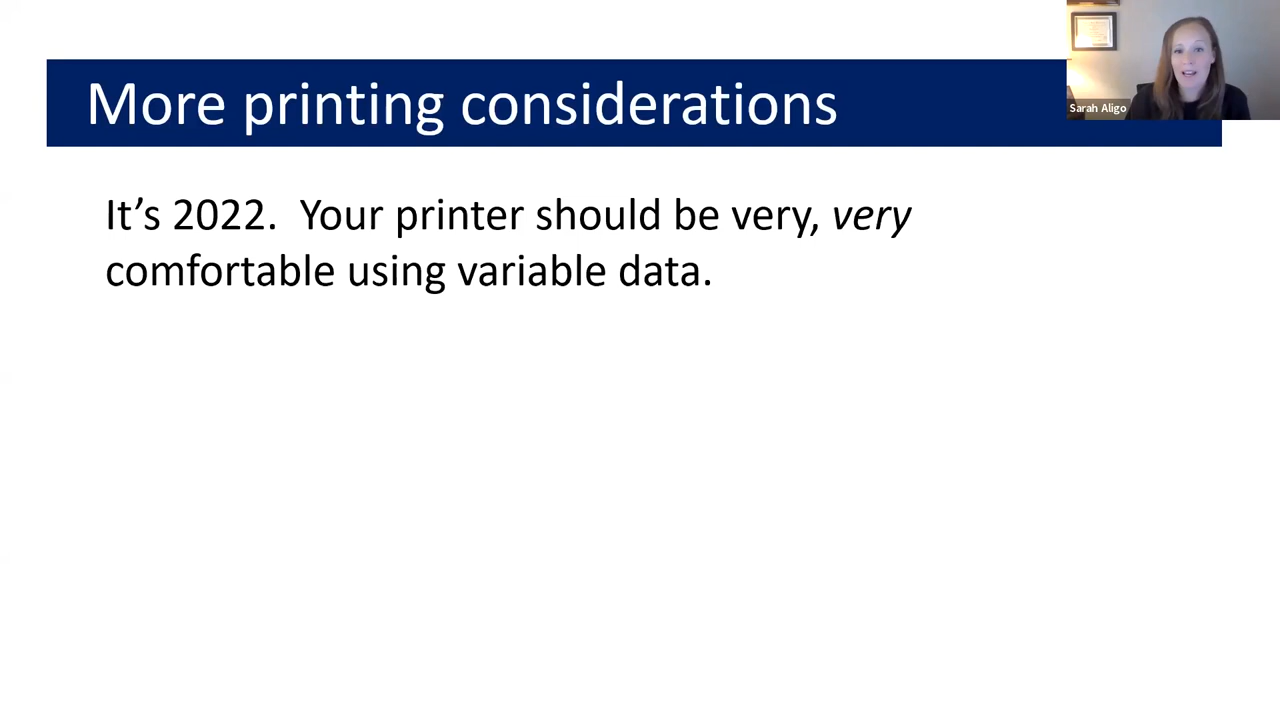 More printing considerations
Sarah Aligo
It’s 2022.  Your printer should be very, very
comfortable using variable data.